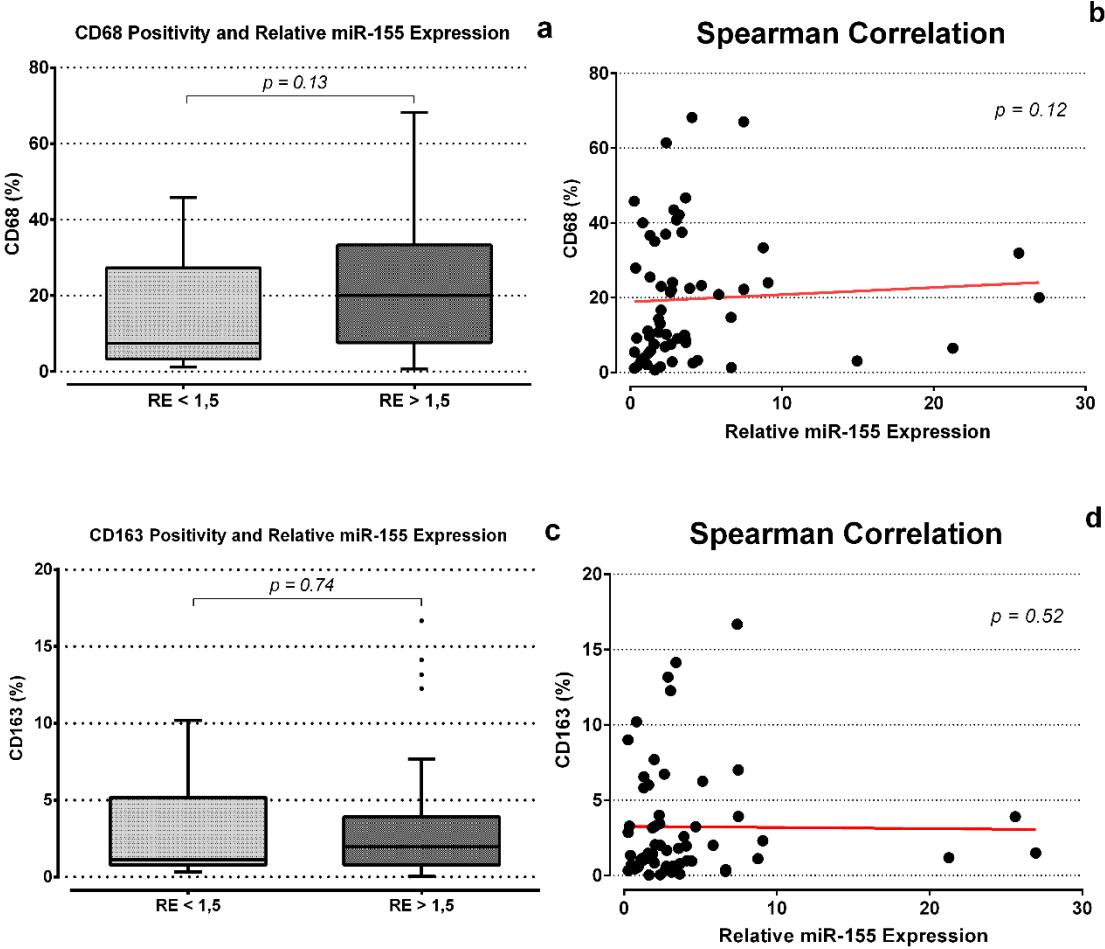 CD68 Positivity and Relative miR-155 Expression
a
p = 0.13
80
60
40
20
0
CD68 (%)
RE < 1,5
RE > 1,5
b
Spearman Correlation
p = 0.12
80
60
40
20
0
CD68 (%)
0
10
20
30
Relative miR-155 Expression
CD163 Positivity and Relative miR-155 Expression
c
p = 0.74
20
15
10
5
0
CD163 (%)
RE < 1,5
RE > 1,5
d
Spearman Correlation
p = 0.52
20
15
10
5
0
CD163 (%)
0
10
20
30
Relative miR-155 Expression